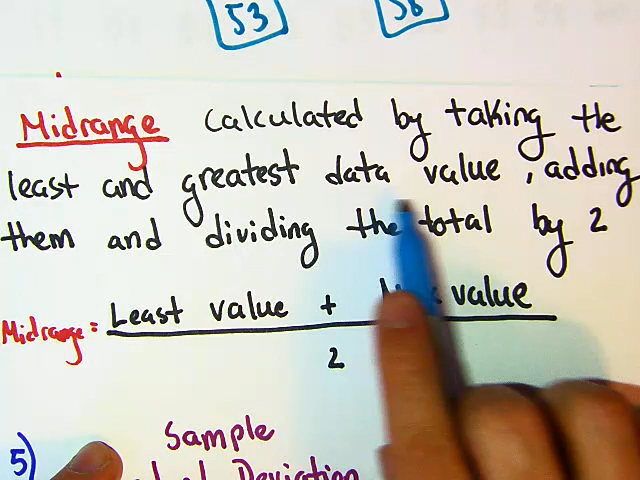 53
Midrange Calculated by taking the
least and greatest data value, adding
them and dividing the total by 2
Midrange = Least value + value
2
5) Sample
Deviation